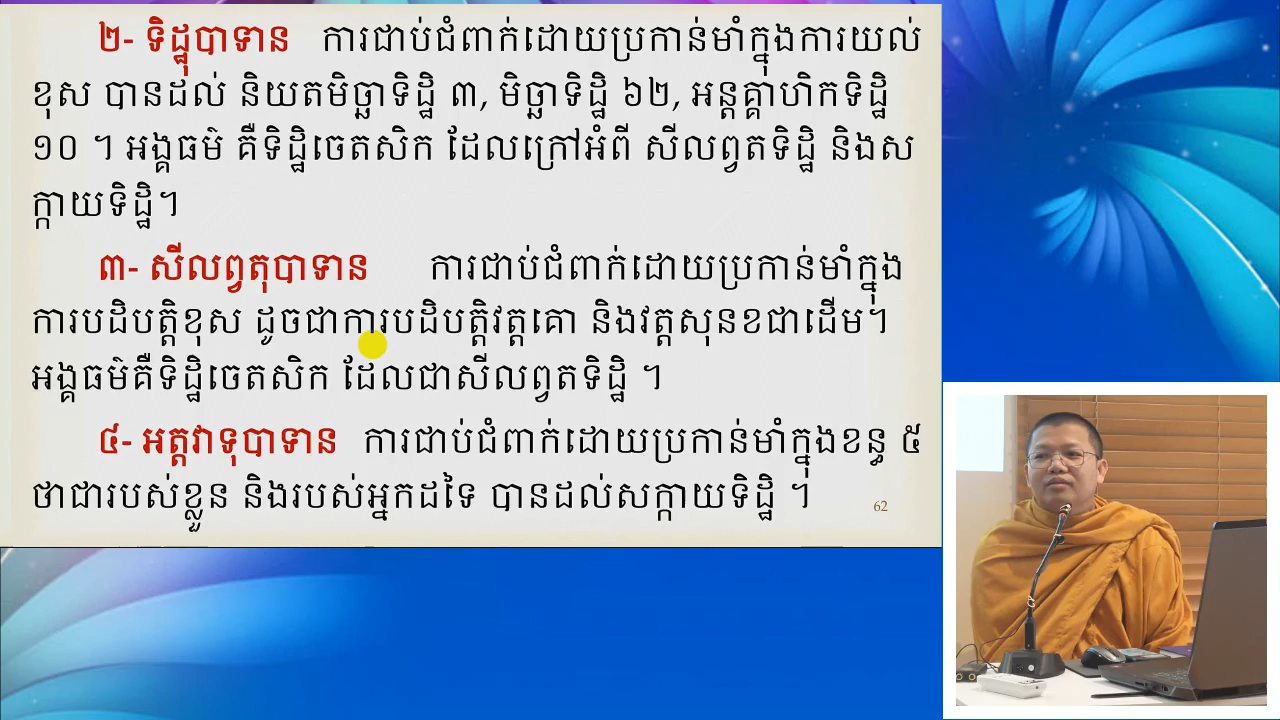 ២- ទិដ្ឋុបាទាន ការជាប់ជំពាក់ដោយប្រកាន់មាំក្នុងការយល់
ខុស បានដល់ និយតមិច្ឆាទិដ្ឋិ ៣, មិច្ឆាទិដ្ឋិ ៦២, អន្តគ្គាហិកទិដ្ឋិ
១០ ។ អង្គធម៌ គឺទិដ្ឋិចេតសិក ដែលក្រៅអំពី សីលព្វតទិដ្ឋិ និងស
ក្កាយទិដ្ឋិ។
៣- សីលព្វតុបាទាន ការជាប់ជំពាក់ដោយប្រកាន់មាំក្នុង
ការបដិបត្តិខុស ដូចជាការបដិបត្តិវត្តគោ និងវត្តសុនខជាដើម។
អង្គធម៌គឺទិដ្ឋិចេតសិក ដែលជាសីលព្វតទិដ្ឋិ ។
៤- អត្តវាទុបាទាន ការជាប់ជំពាក់ដោយប្រកាន់មាំក្នុងខន្ធ ៥
ថាជារបស់ខ្លួន និងរបស់អ្នកដទៃ បានដល់សក្កាយទិដ្ឋិ ។
62